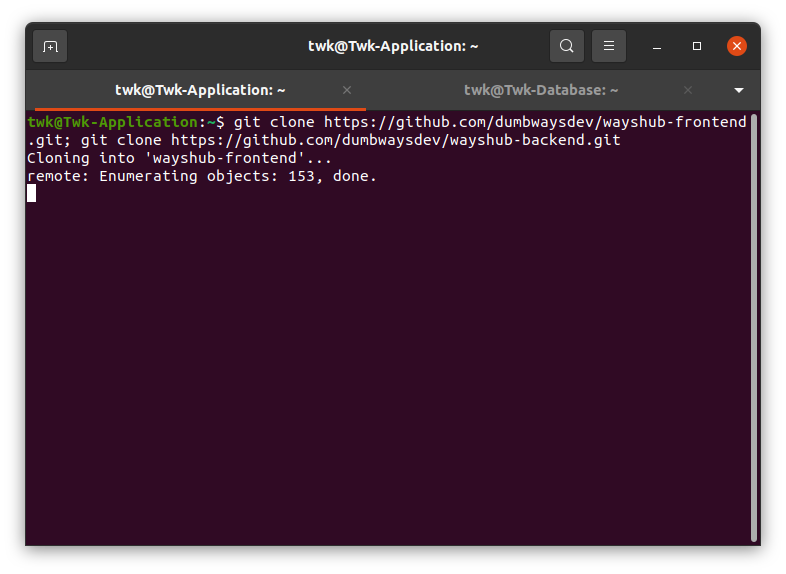 twk@Twk-Application: ~
twk@Twk-Application: ~
twk@Twk-Database: ~
twk@Twk-Application:~$ git clone https://github.com/dumbwaysdev/wayshub-frontend
.git; git clone https://github.com/dumbwaysdev/wayshub-backend.git
Cloning into 'wayshub-frontend'...
remote: Enumerating objects: 153, done.